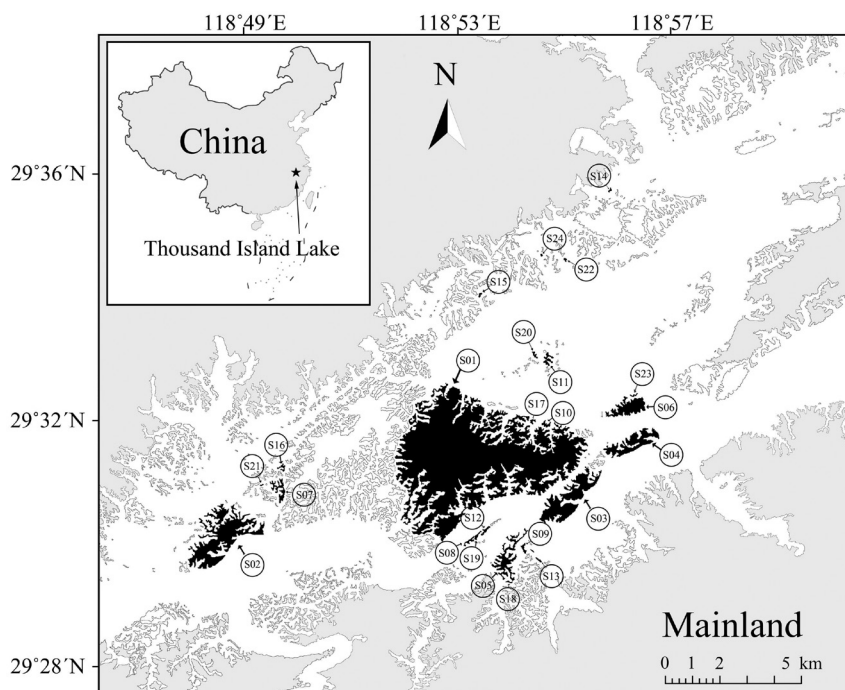 118°49′E 118°53′E 118°57′E
China
Thousand Island Lake
N
29°36′N
S14
S24
S22
S15
S20
S01
S11
S23
29°32′N
S17
S10
S06
S16
S04
S21
S07
S12
S03
S09
S08
S19
S02
S13
S05
S18
Mainland
29°28′N
0 1 2 5 km